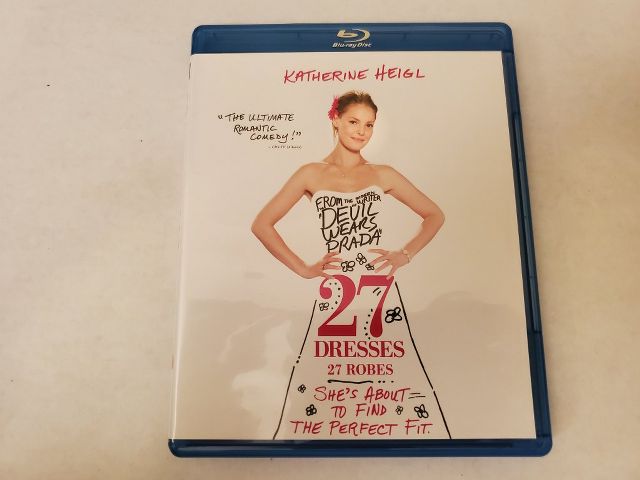 Blu-ray Disc
KATHERINE HEIGL
"THE ULTIMATE
ROMANTIC
COMEDY!"
FROM THE SCREEN-
WRITER
"DEVIL
WEARS
PRADA"
27
DRESSES
27 ROBES
SHE'S ABOUT
TO FIND
THE PERFECT FIT.